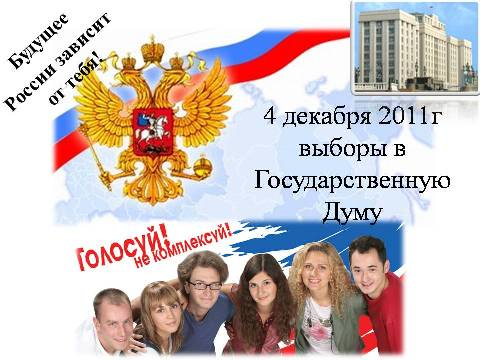 Будущее
России зависит
от тебя!
4 декабря 2011г
выборы в
Государственную
Думу
Голосуй!
не комплексуй!